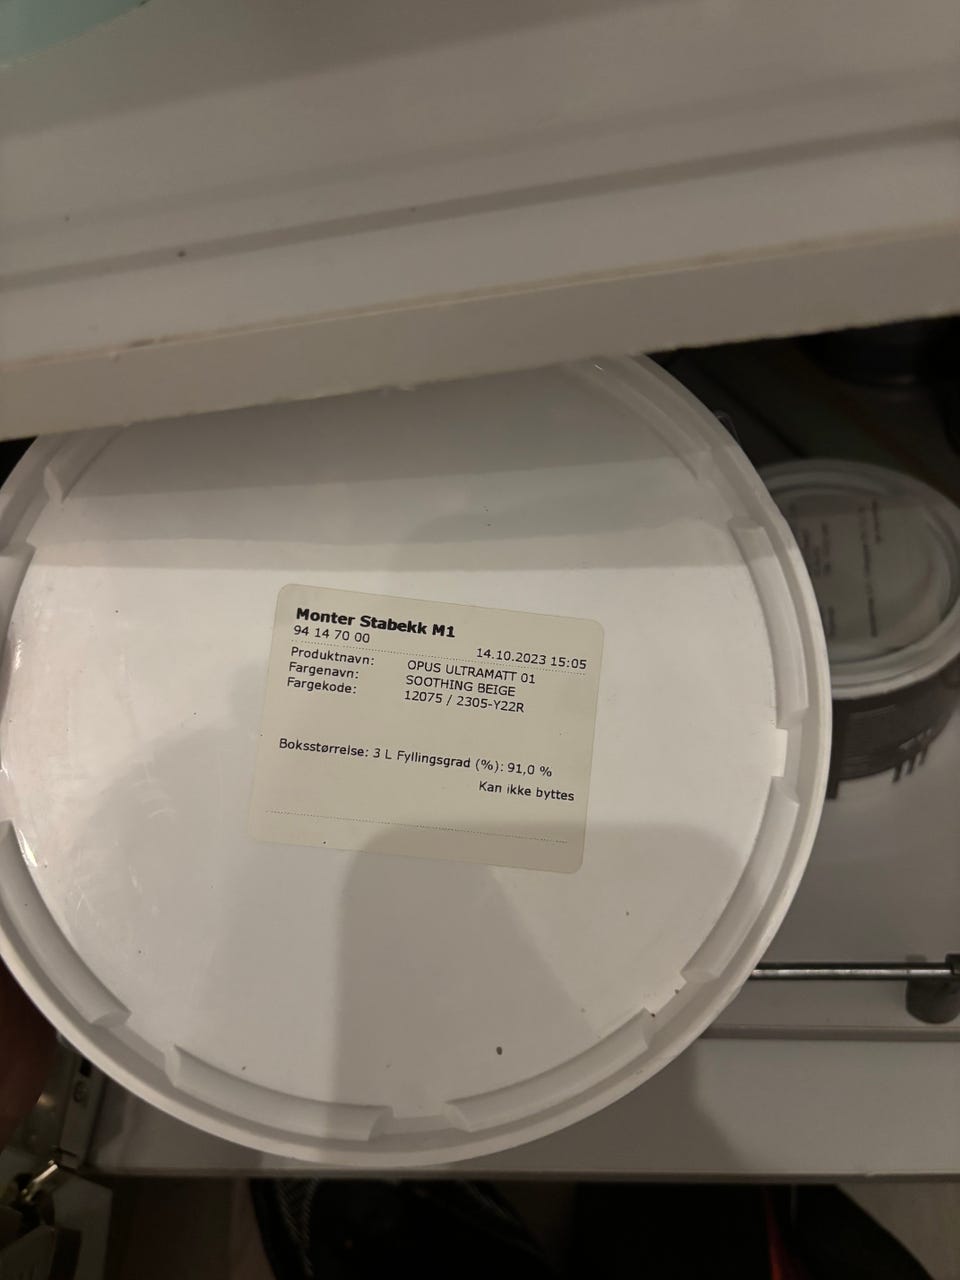 Monter Stabekk M1
94 14 70 00 14.10.2023 15:05
Produktnavn: OPUS ULTRAMATT 01
Fargenavn: SOOTHING BEIGE
Fargekode: 12075 / 2305-Y22R
Boksstørrelse: 3 L Fyllingsgrad (%): 91,0 %
Kan ikke byttes